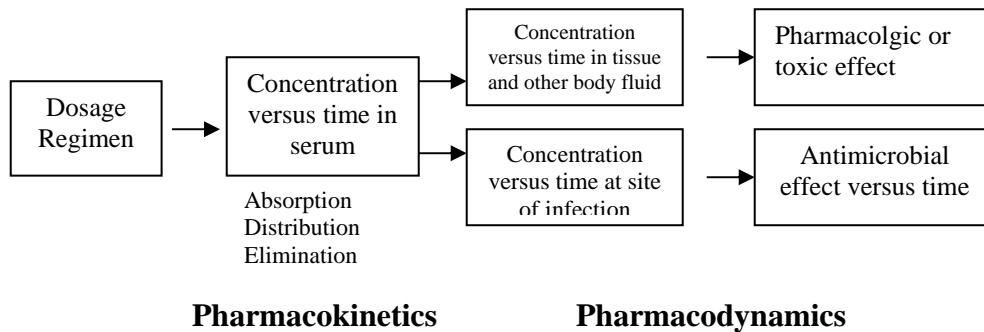 Dosage
Regimen
Concentration
versus time in
serum
Absorption
Distribution
Elimination
Concentration
versus time in tissue
and other body fluid
Pharmacolgic or
toxic effect
Concentration
versus time at site
of infection
Antimicrobial
effect versus time
Pharmacokinetics
Pharmacodynamics